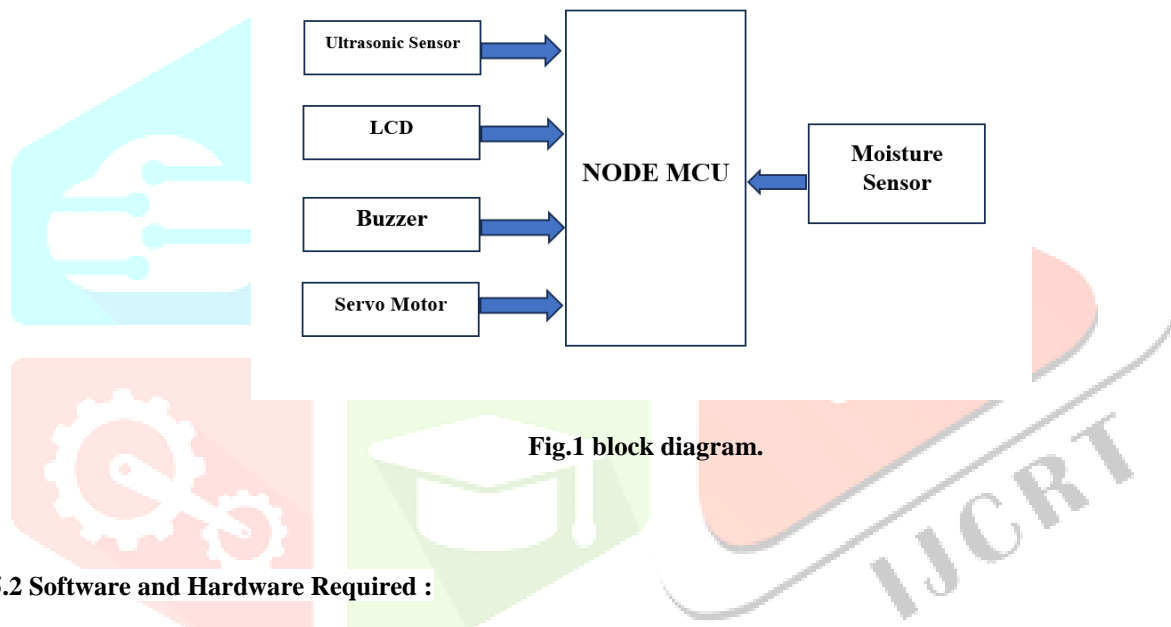 Ultrasonic Sensor
LCD
Buzzer
Servo Motor
NODE MCU
Moisture
Sensor
Fig.1 block diagram.
5.2 Software and Hardware Required :
IJCRT